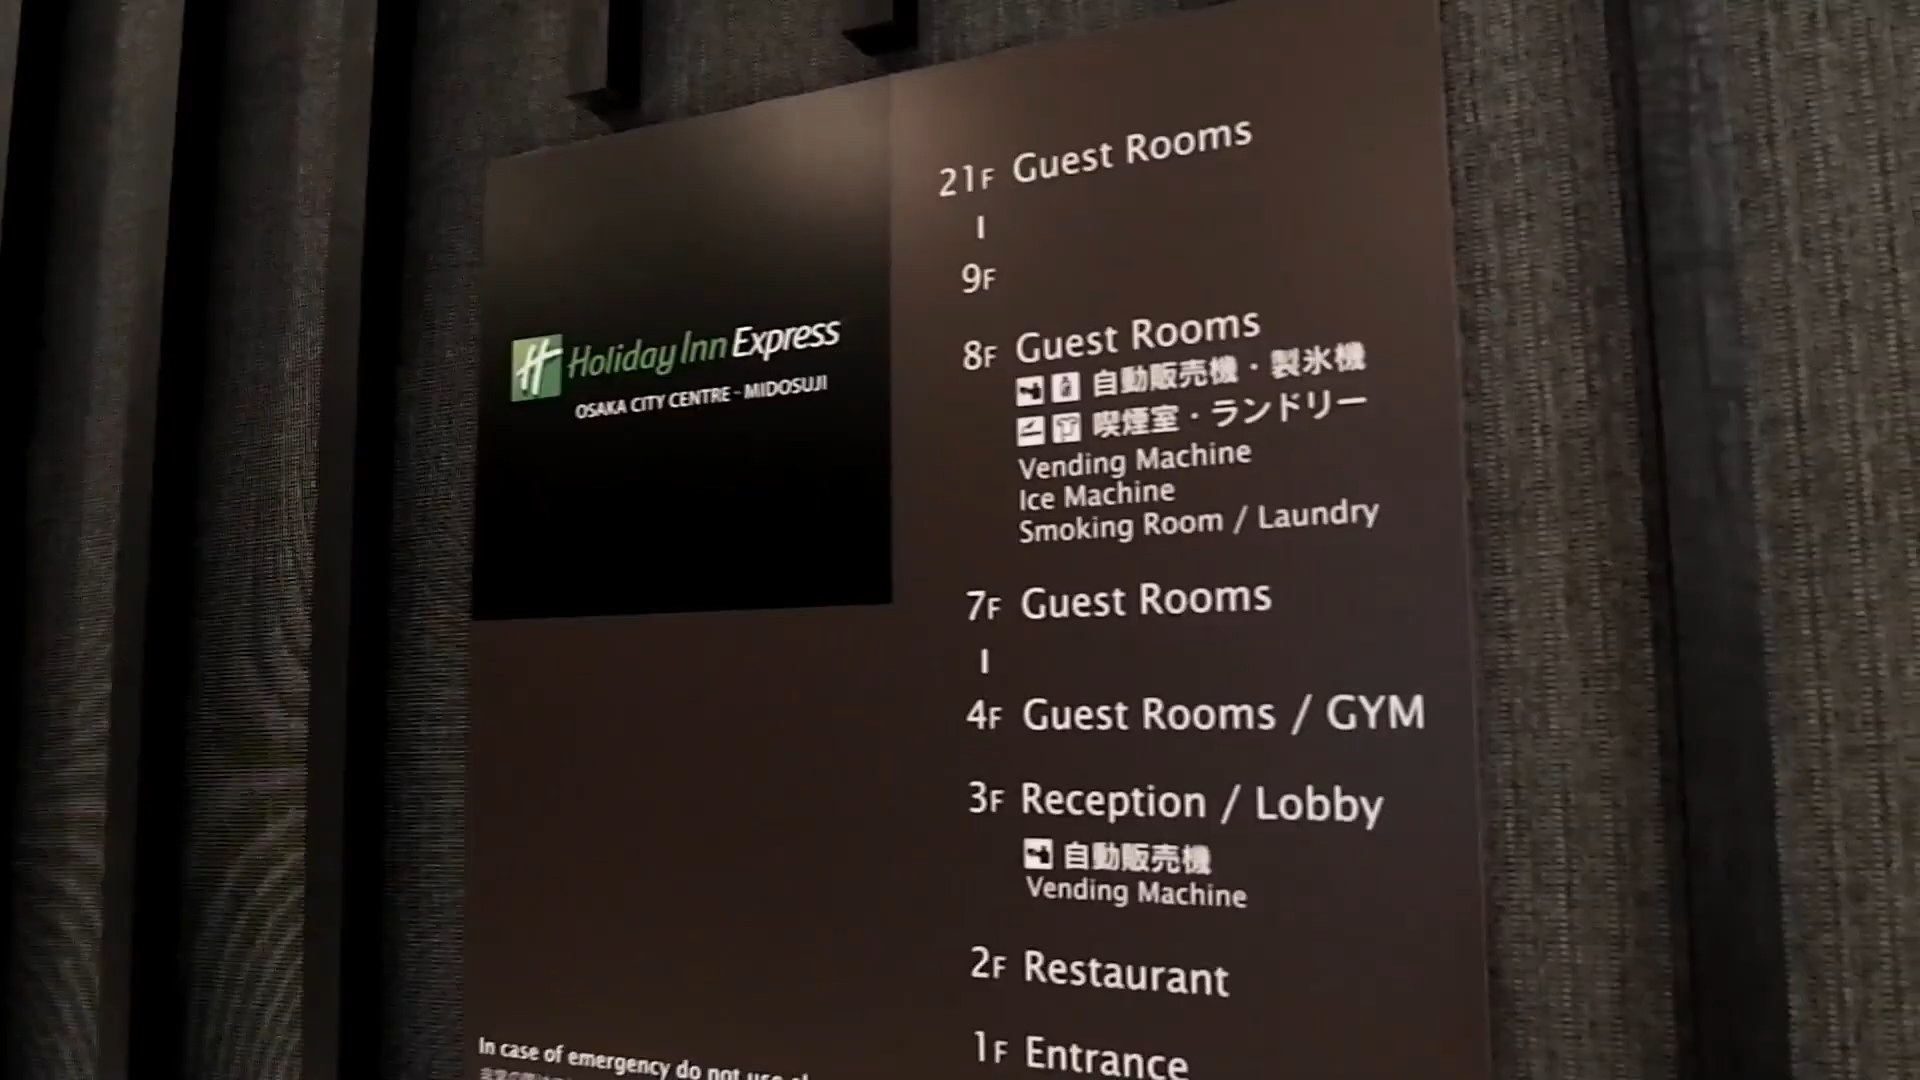 Holiday Inn Express
OSAKA CITY CENTRE - MIDOSUJI
21F Guest Rooms
|
9F
8F Guest Rooms
自動販売機・製氷機
喫煙室・ランドリー
Vending Machine
Ice Machine
Smoking Room / Laundry
7F Guest Rooms
|
4F Guest Rooms / GYM
3F Reception / Lobby
自動販売機
Vending Machine
2F Restaurant
1F Entrance
In case of emergency do not use